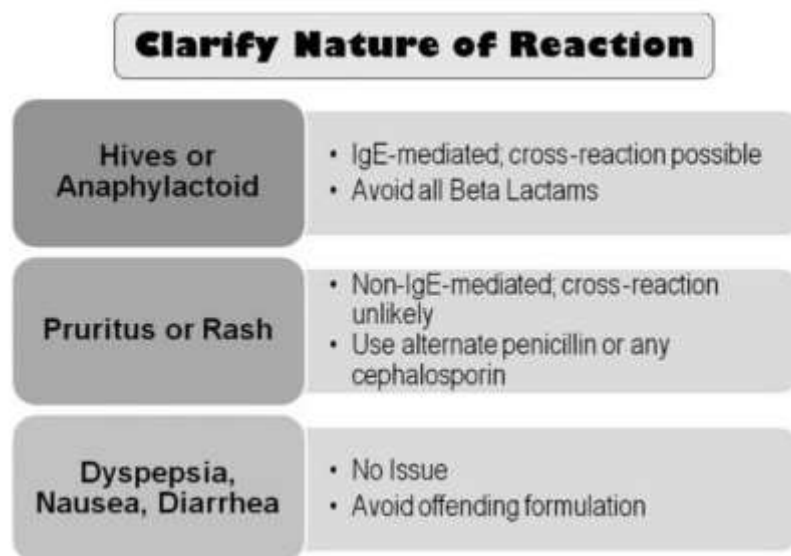 Clarify Nature of Reaction
Hives or
Anaphylactoid
• IgE-mediated; cross-reaction possible
• Avoid all Beta Lactams
Pruritus or Rash
• Non-IgE-mediated; cross-reaction
unlikely
• Use alternate penicillin or any
cephalosporin
Dyspepsia,
Nausea, Diarrhea
• No Issue
• Avoid offending formulation